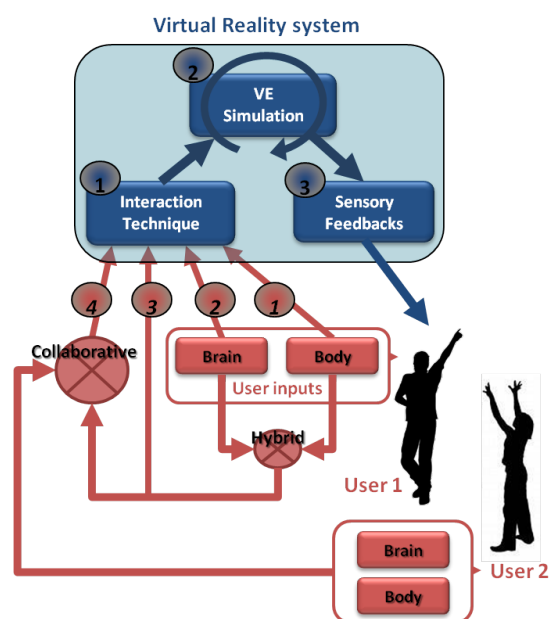 Virtual Reality system
2
VE
Simulation
1
Interaction
Technique
3
Sensory
Feedbacks
4
3
2
1
Collaborative
Brain
Body
User inputs
Hybrid
User 1
Brain
Body
User 2